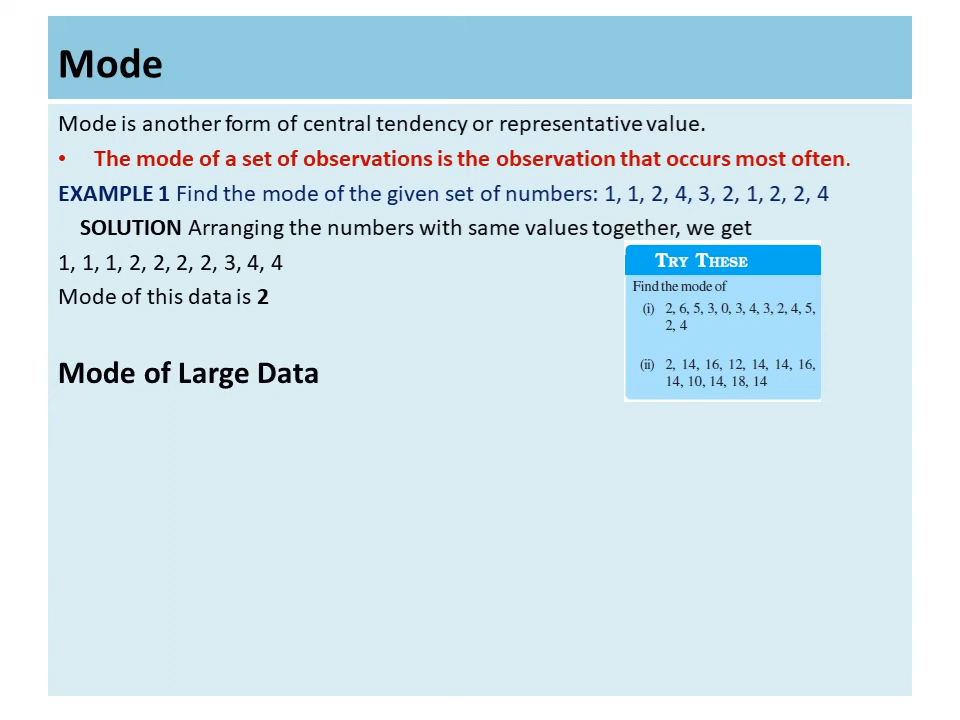 Mode
Mode is another form of central tendency or representative value.
• The mode of a set of observations is the observation that occurs most often.
EXAMPLE 1 Find the mode of the given set of numbers: 1, 1, 2, 4, 3, 2, 1, 2, 2, 4
SOLUTION Arranging the numbers with same values together, we get
1, 1, 1, 2, 2, 2, 2, 3, 4, 4
Mode of this data is 2
TRY THESE
Find the mode of
(i) 2, 6, 5, 3, 0, 3, 4, 3, 2, 4, 5,
2, 4
(ii) 2, 14, 16, 12, 14, 14, 16,
14, 10, 14, 18, 14
Mode of Large Data